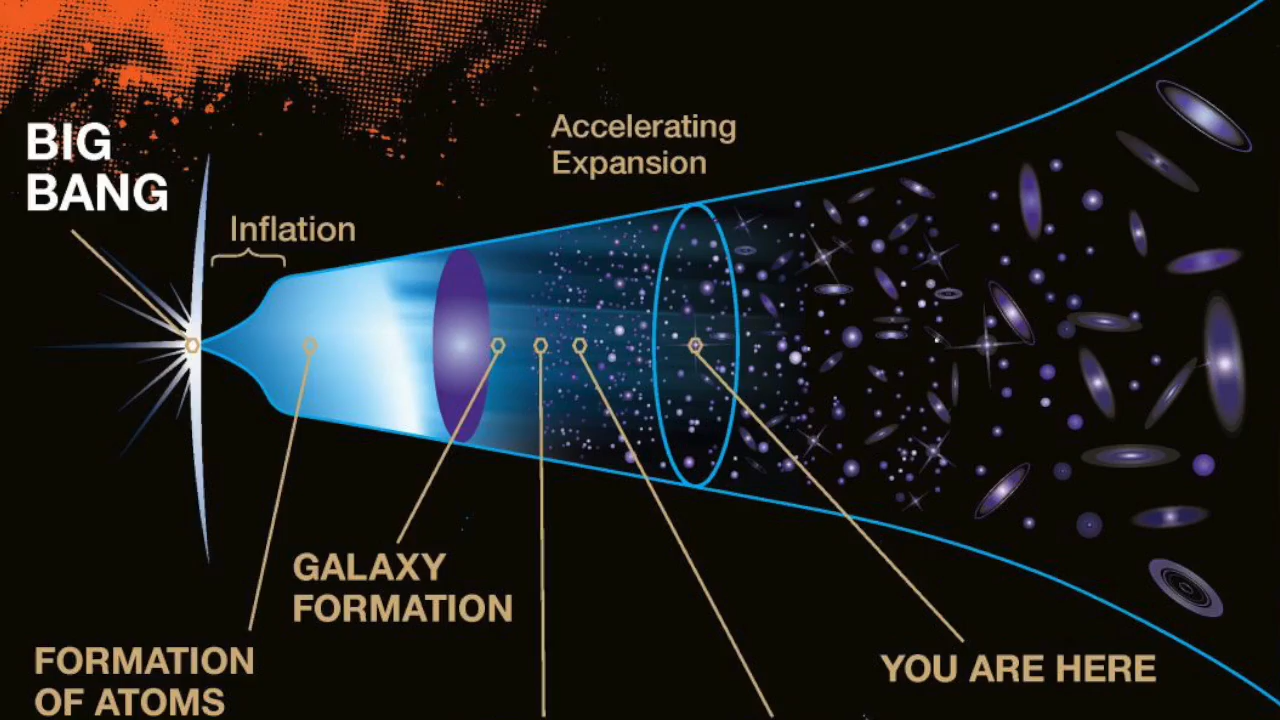 BIG
BANG
Inflation
Accelerating
Expansion
GALAXY
FORMATION
FORMATION
OF ATOMS
YOU ARE HERE